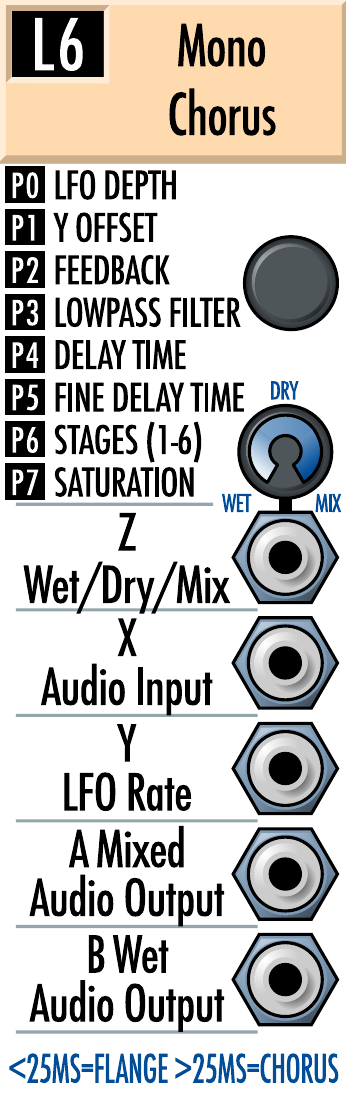 L6
Mono
Chorus
P0 LFO DEPTH
P1 Y OFFSET
P2 FEEDBACK
P3 LOWPASS FILTER
P4 DELAY TIME
P5 FINE DELAY TIME
DRY
P6 STAGES (1-6)
P7 SATURATION
WET MIX
Z
Wet/Dry/Mix
X
Audio Input
Y
LFO Rate
A Mixed
Audio Output
B Wet
Audio Output
<25MS=FLANGE >25MS=CHORUS